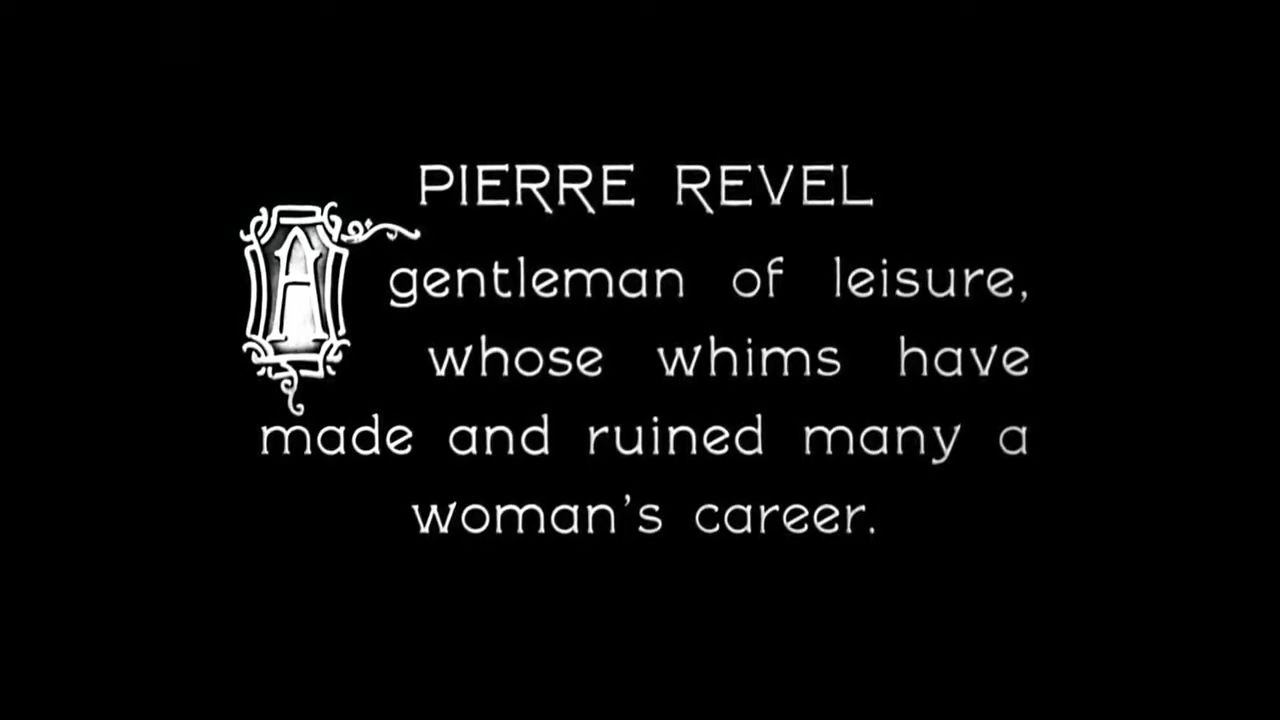 PIERRE REVEL
A gentleman of leisure,
whose whims have
made and ruined many a
woman's career.